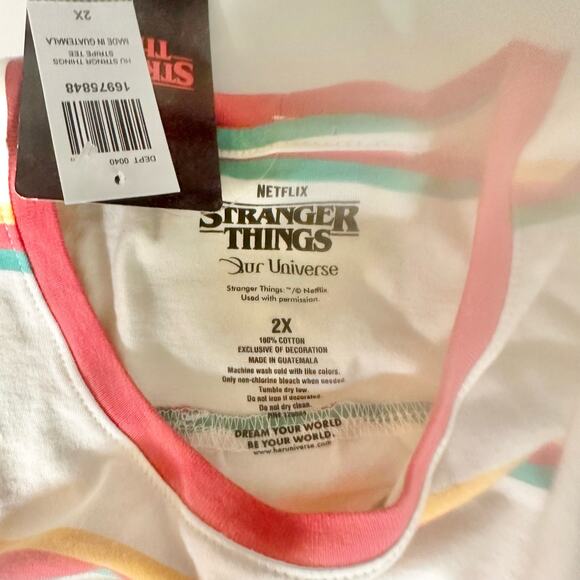 2X
MADE IN GUATEMALA
STRIPE TEE
HU STRNGR THINGS
16975848
DEPT 0040
NETFLIX
STRANGER
THINGS
Our Universe
Stranger Things: ™/© Netflix.
Used with permission.
2X
100% COTTON
EXCLUSIVE OF DECORATION
MADE IN GUATEMALA
Machine wash cold with like colors.
Only non-chlorine bleach when needed.
Tumble dry low.
Do not iron if decorated.
Do not dry clean.
DREAM YOUR WORLD
BE YOUR WORLD.
www.heruniverse.com